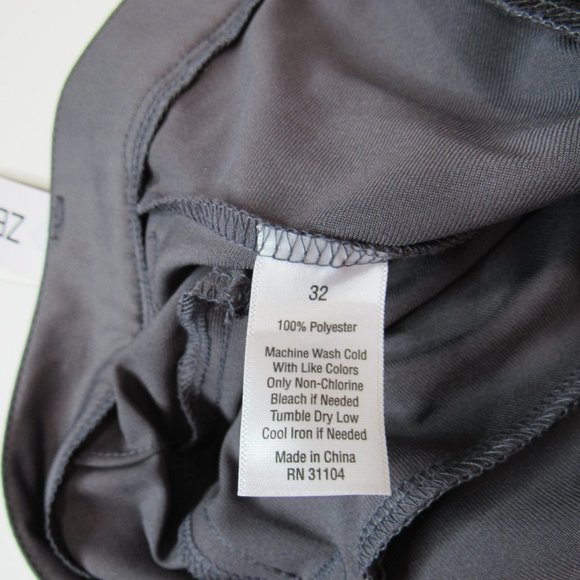 32
100% Polyester
Machine Wash Cold
With Like Colors
Only Non-Chlorine
Bleach if Needed
Tumble Dry Low
Cool Iron if Needed
Made in China
RN 31104